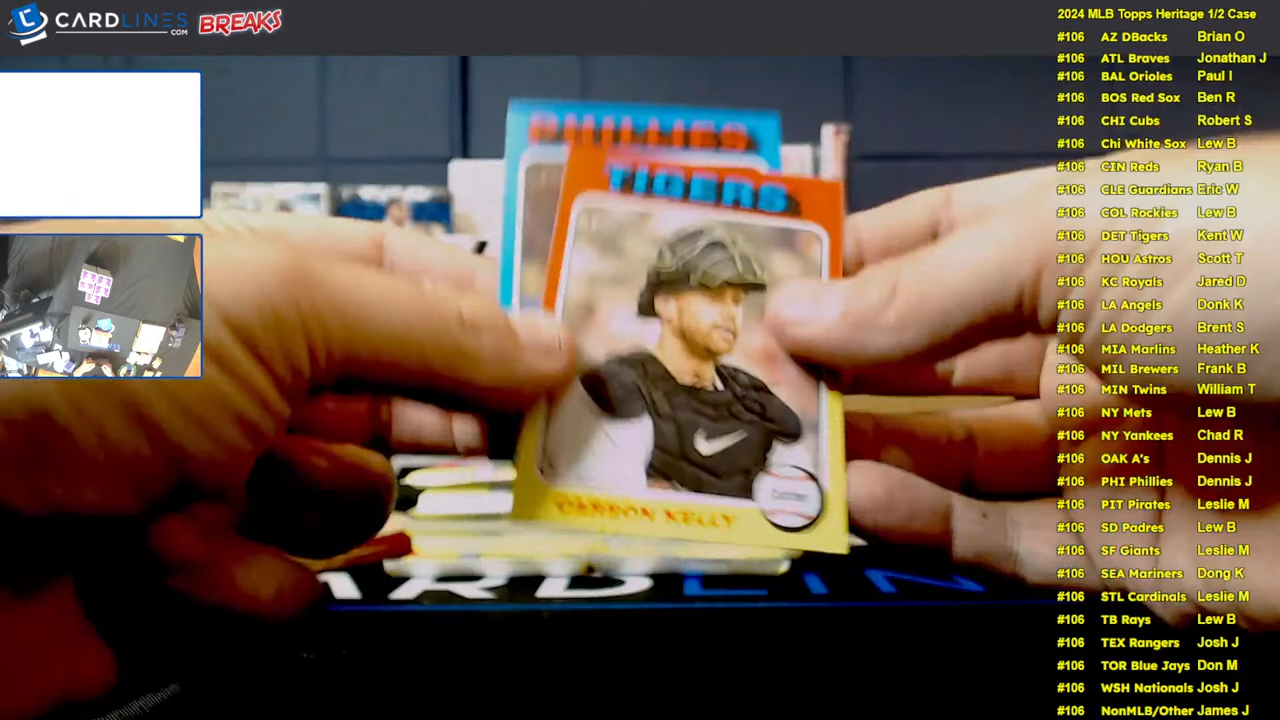 CARDLINES
.COM
BREAKS
2024 MLB Topps Heritage 1/2 Case
#106 AZ DBacks Brian O
#106 ATL Braves Jonathan J
#106 BAL Orioles Paul I
#106 BOS Red Sox Ben R
#106 CHI Cubs Robert S
#106 Chi White Sox Lew B
#106 CIN Reds Ryan B
#106 CLE Guardians Eric W
#106 COL Rockies Lew B
#106 DET Tigers Kent W
#106 HOU Astros Scott T
#106 KC Royals Jared D
#106 LA Angels Donk K
#106 LA Dodgers Brent S
#106 MIA Marlins Heather K
#106 MIL Brewers Frank B
#106 MIN Twins William T
#106 NY Mets Lew B
#106 NY Yankees Chad R
#106 OAK A's Dennis J
#106 PHI Phillies Dennis J
#106 PIT Pirates Leslie M
#106 SD Padres Lew B
#106 SF Giants Leslie M
#106 SEA Mariners Dong K
#106 STL Cardinals Leslie M
#106 TB Rays Lew B
#106 TEX Rangers Josh J
#106 TOR Blue Jays Don M
#106 WSH Nationals Josh J
#106 NonMLB/Other James J
PHILLIES
TIGERS
CARSON KELLY
ARDLIN